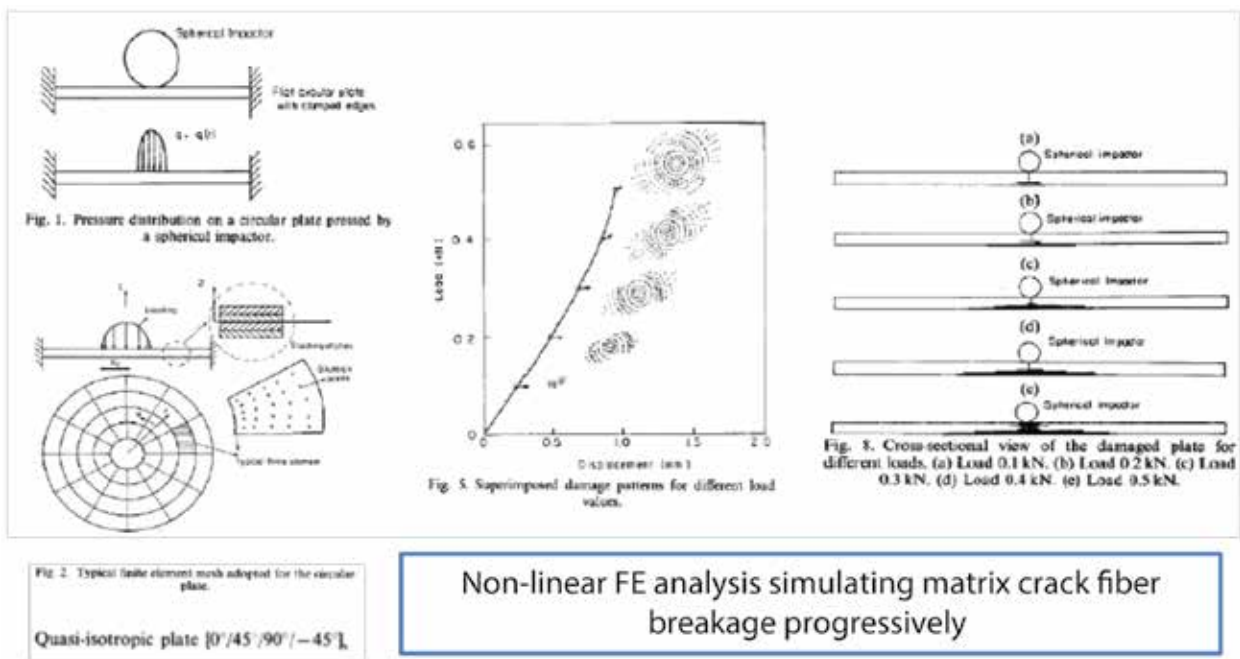 Spherical Impactor
Flat circular plate
with clamped edges
Fig. 1. Pressure distribution on a circular plate pressed by
a spherical impactor.
Z
Fig. 2. Typical finite element mesh adopted for the circular
plate.
Quasi-isotropic plate [0°/45°/90°/−45°]
0.6
0.4
0.2
0
0.5
1.0
1.5
2.0
Load (kN)
Displacement (mm)
Fig. 5. Superimposed damage patterns for different load
values.
(a)
Spherical impactor
(b)
Spherical impactor
(c)
Spherical Impactor
(d)
Spherical Impactor
(e)
Spherical Impactor
Fig. 8. Cross-sectional view of the damaged plate for
different loads. (a) Load 0.1 kN. (b) Load 0.2 kN. (c) Load
0.3 kN. (d) Load 0.4 kN. (e) Load 0.5 kN.
Non-linear FE analysis simulating matrix crack fiber
breakage progressively